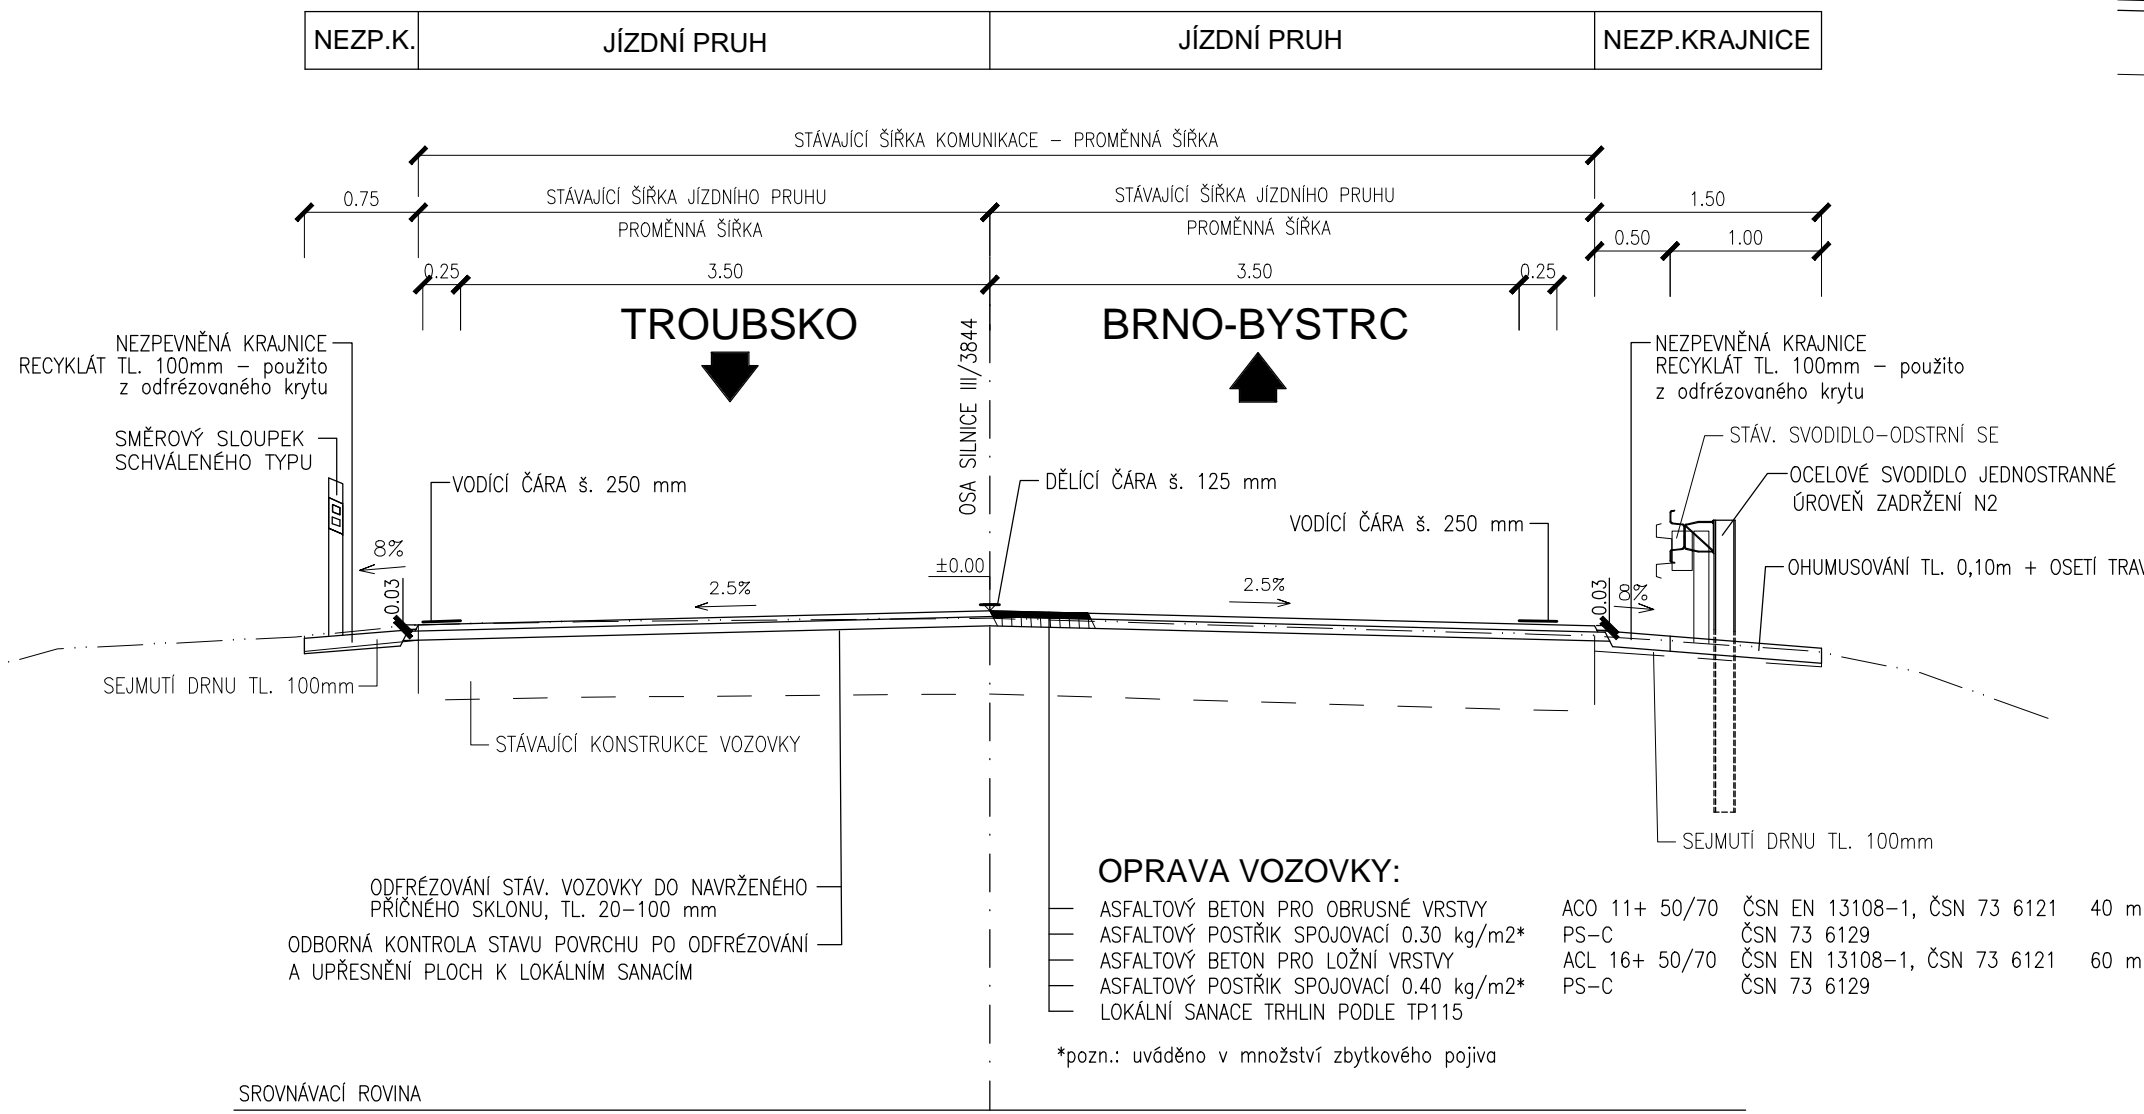 NEZP.K.
JÍZDNÍ PRUH
JÍZDNÍ PRUH
NEZP.KRAJNICE
STÁVAJÍCÍ ŠÍŘKA KOMUNIKACE – PROMĚNNÁ ŠÍŘKA
0.75
STÁVAJÍCÍ ŠÍŘKA JÍZDNÍHO PRUHU
STÁVAJÍCÍ ŠÍŘKA JÍZDNÍHO PRUHU
1.50
PROMĚNNÁ ŠÍŘKA
PROMĚNNÁ ŠÍŘKA
0.50
1.00
0.25
3.50
3.50
0.25
TROUBSKO
BRNO-BYSTRC
OSA SILNICE III/3844
NEZPEVNĚNÁ KRAJNICE
RECYKLÁT TL. 100mm – použito
z odfrézovaného krytu
NEZPEVNĚNÁ KRAJNICE
RECYKLÁT TL. 100mm – použito
z odfrézovaného krytu
SMĚROVÝ SLOUPEK
SCHVÁLENÉHO TYPU
STÁV. SVODIDLO-ODSTRNÍ SE
OCELOVÉ SVODIDLO JEDNOSTRANNÉ
ÚROVEŇ ZADRŽENÍ N2
VODÍCÍ ČÁRA š. 250 mm
DĚLÍCÍ ČÁRA š. 125 mm
VODÍCÍ ČÁRA š. 250 mm
8%
0.03
±0.00
2.5%
2.5%
0.03
8%
OHUMUSOVÁNÍ TL. 0,10m + OSETÍ TRAV
SEJMUTÍ DRNU TL. 100mm
STÁVAJÍCÍ KONSTRUKCE VOZOVKY
SEJMUTÍ DRNU TL. 100mm
ODFRÉZOVÁNÍ STÁV. VOZOVKY DO NAVRŽENÉHO
PŘÍČNÉHO SKLONU, TL. 20–100 mm
ODBORNÁ KONTROLA STAVU POVRCHU PO ODFRÉZOVÁNÍ
A UPŘESNĚNÍ PLOCH K LOKÁLNÍM SANACÍM
OPRAVA VOZOVKY:
ASFALTOVÝ BETON PRO OBRUSNÉ VRSTVY ACO 11+ 50/70 ČSN EN 13108–1, ČSN 73 6121 40 m
ASFALTOVÝ POSTŘIK SPOJOVACÍ 0.30 kg/m2* PS–C ČSN 73 6129
ASFALTOVÝ BETON PRO LOŽNÍ VRSTVY ACL 16+ 50/70 ČSN EN 13108–1, ČSN 73 6121 60 m
ASFALTOVÝ POSTŘIK SPOJOVACÍ 0.40 kg/m2* PS–C ČSN 73 6129
LOKÁLNÍ SANACE TRHLIN PODLE TP115
*pozn.: uváděno v množství zbytkového pojiva
SROVNÁVACÍ ROVINA